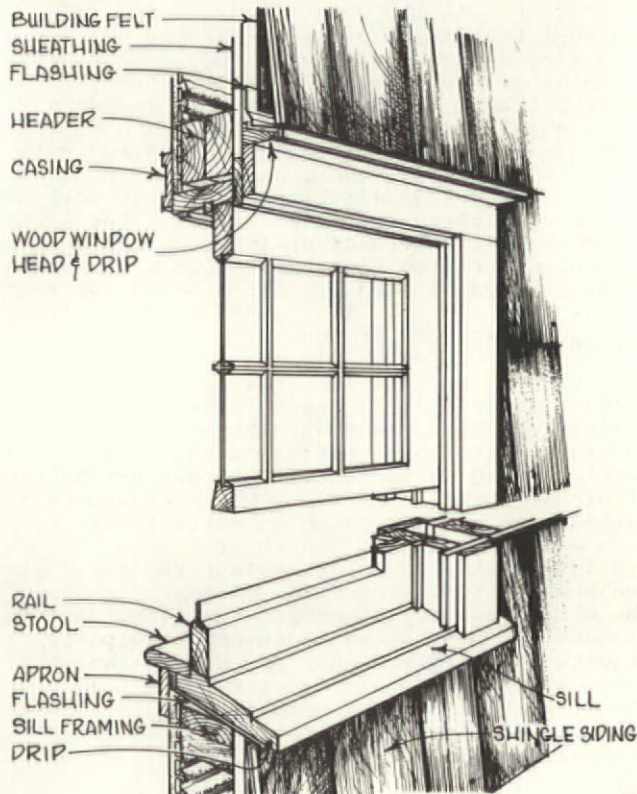 BUILDING FELT
SHEATHING
FLASHING
HEADER
CASING
WOOD WINDOW
HEAD & DRIP
RAIL
STOOL
APRON
FLASHING
SILL FRAMING
DRIP
SILL
SHINGLE SIDING